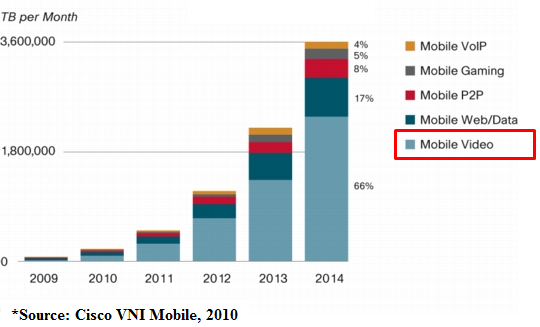 TB per Month
3,600,000
4%
5%
8%
17%
66%
1,800,000
0
2009 2010 2011 2012 2013 2014
Mobile VoIP
Mobile Gaming
Mobile P2P
Mobile Web/Data
Mobile Video
*Source: Cisco VNI Mobile, 2010